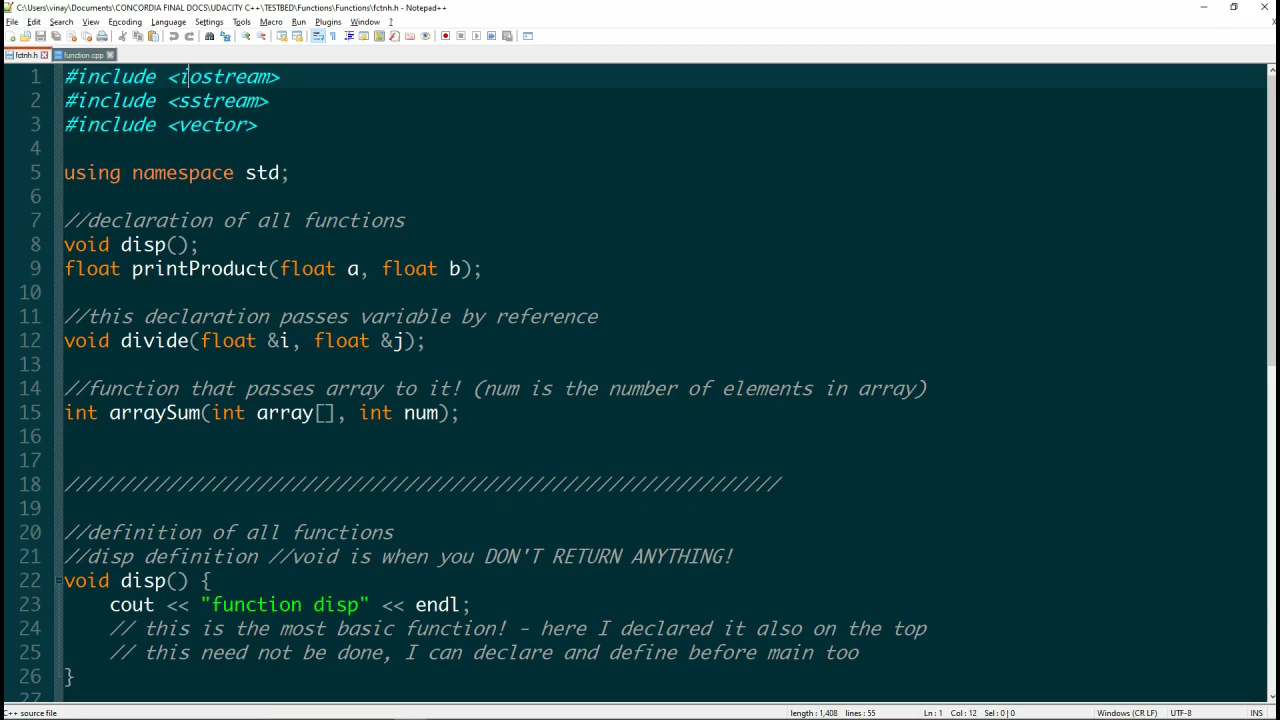 C:\Users\vinay\Documents\CONCORDIA FINAL DOCS\UDACITY C++\TESTBED\Functions\Functions\fctnh.h - Notepad++
File Edit Search View Encoding Language Settings Tools Macro Run Plugins Window ?
fctnh.h function.cpp
1 #include <iostream>
2 #include <sstream>
3 #include <vector>
4
5 using namespace std;
6
7 //declaration of all functions
8 void disp();
9 float printProduct(float a, float b);
10
11 //this declaration passes variable by reference
12 void divide(float &i, float &j);
13
14 //function that passes array to it! (num is the number of elements in array)
15 int arraySum(int array[], int num);
16
17
18 ///////////////////////////////////////////////////////////////
19
20 //definition of all functions
21 //disp definition //void is when you DON'T RETURN ANYTHING!
22 void disp() {
23 cout << "function disp" << endl;
24 // this is the most basic function! - here I declared it also on the top
25 // this need not be done, I can declare and define before main too
26 }
27
C++ source file length : 1,408 lines : 55 Ln : 1 Col : 12 Sel : 0 | 0 Windows (CR LF) UTF-8 INS